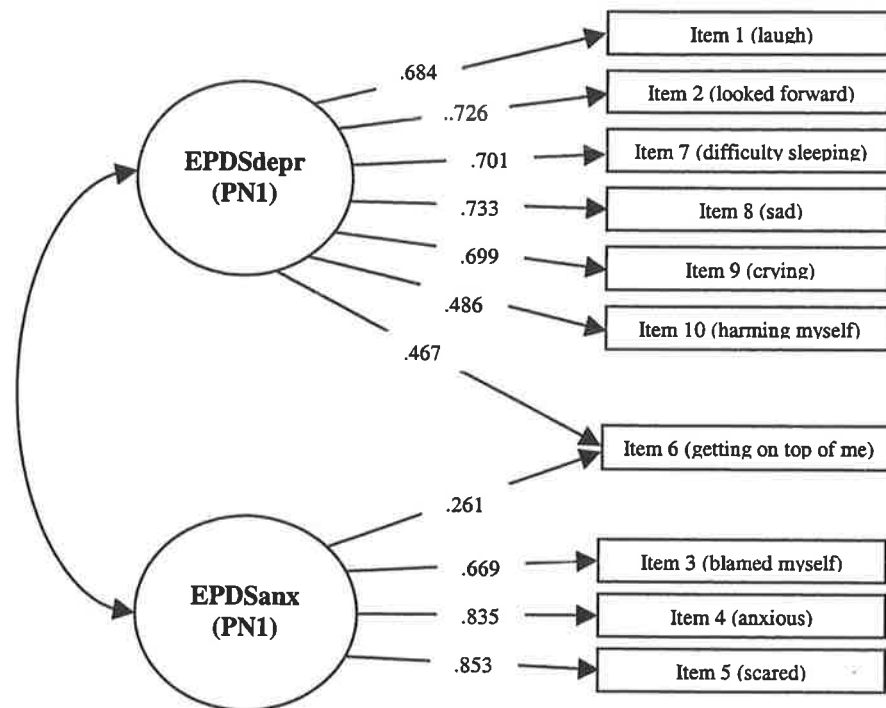 Item 1 (laugh)
.684
Item 2 (looked forward)
..726
EPDSdepr
(PN1)
Item 7 (difficulty sleeping)
.701
Item 8 (sad)
.733
Item 9 (crying)
.699
Item 10 (harming myself)
.486
.467
Item 6 (getting on top of me)
.261
Item 3 (blamed myself)
.669
EPDSanx
(PN1)
Item 4 (anxious)
.835
Item 5 (scared)
.853